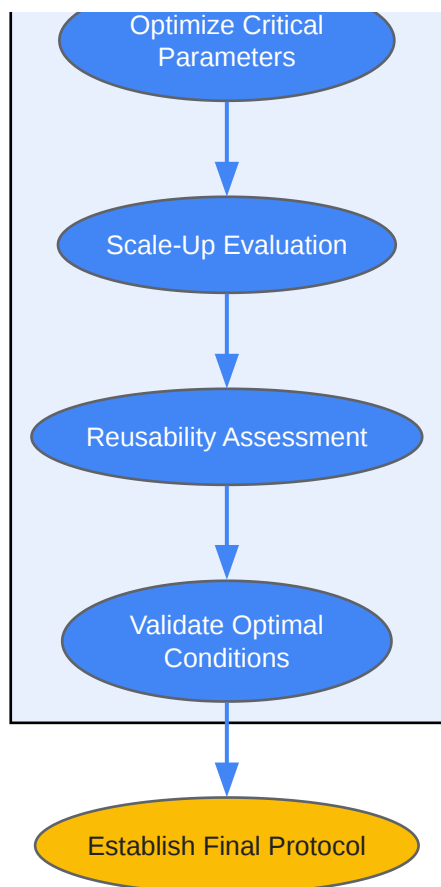 Optimize Critical
Parameters
Scale-Up Evaluation
Reusability Assessment
Validate Optimal
Conditions
Establish Final Protocol